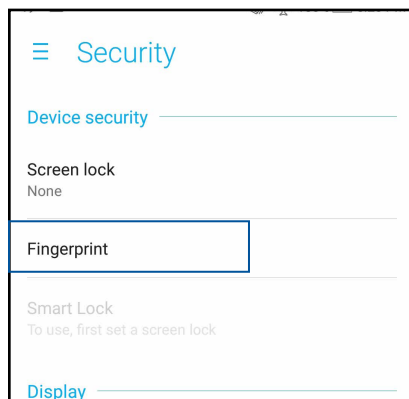 Security
Device security
Screen lock
None
Fingerprint
Smart Lock
To use, first set a screen lock
Display